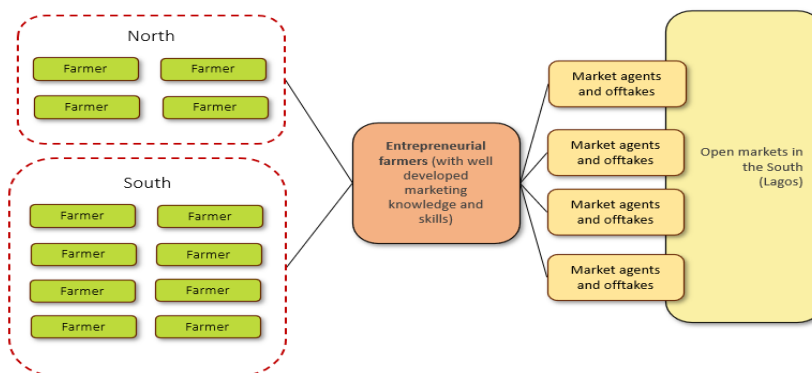 North
Farmer
Farmer
Farmer
Farmer
South
Farmer
Farmer
Farmer
Farmer
Farmer
Farmer
Farmer
Farmer
Entrepreneurial
farmers (with well
developed
marketing
knowledge and
skills)
Market agents
and offtakes
Market agents
and offtakes
Market agents
and offtakes
Market agents
and offtakes
Open markets in
the South
(Lagos)